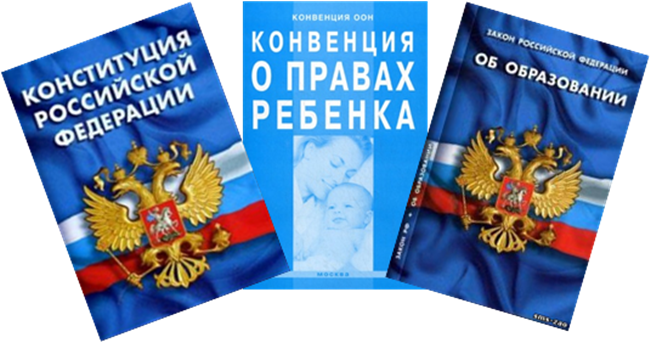 КОНСТИТУЦИЯ
РОССИЙСКОЙ
ФЕДЕРАЦИИ
КОНВЕНЦИЯ ООН
КОНВЕНЦИЯ
О ПРАВАХ
РЕБЕНКА
МОСКВА
ЗАКОН РОССИЙСКОЙ ФЕДЕРАЦИИ
ОБ ОБРАЗОВАНИИ
ЗАКОН РФ • ОБ ОБРАЗОВАНИИ